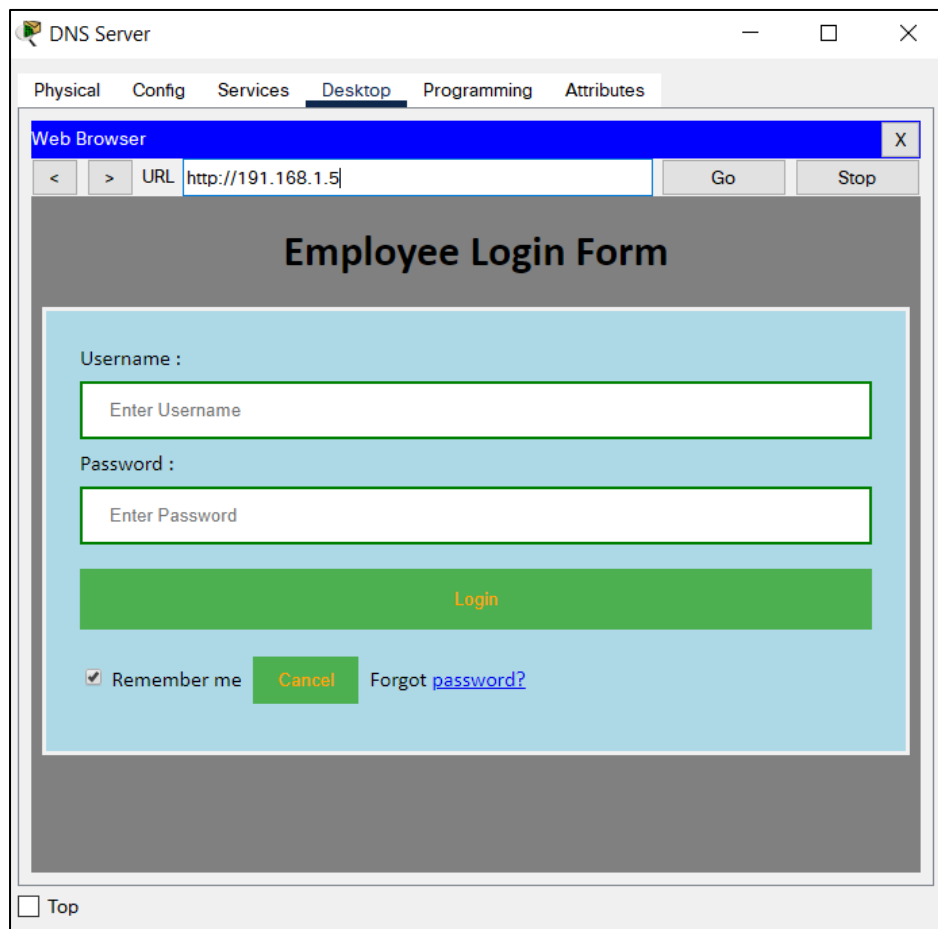 DNS Server
Physical Config Services Desktop Programming Attributes
Web Browser X
< > URL http://191.168.1.5 Go Stop
Employee Login Form
Username :
Enter Username
Password :
Enter Password
Login
Remember me Cancel Forgot password?
Top